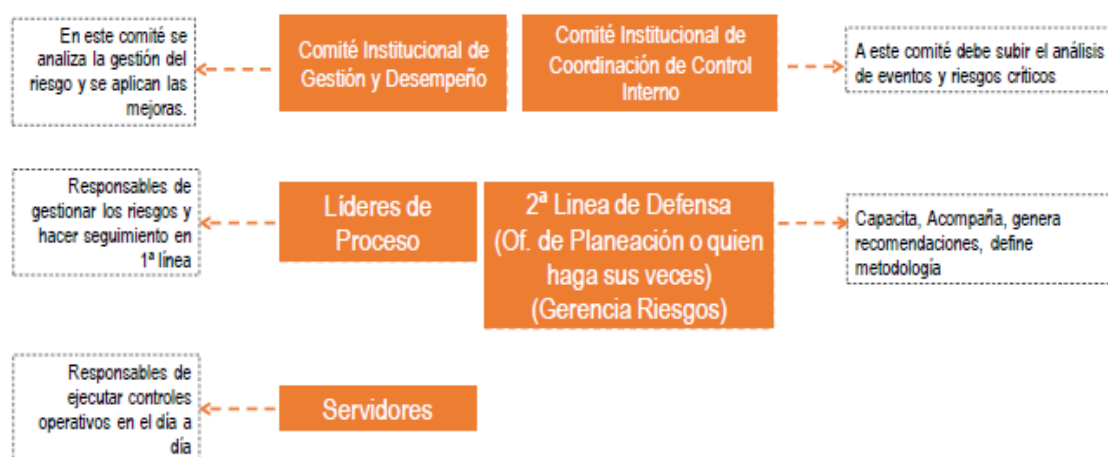 En este comité se
analiza la gestión del
riesgo y se aplican las
mejoras.
Comité Institucional de
Gestión y Desempeño
Comité Institucional de
Coordinación de Control
Interno
A este comité debe subir el análisis
de eventos y riesgos críticos
Responsables de
gestionar los riesgos y
hacer seguimiento en
1ª línea
Líderes de
Proceso
2ª Linea de Defensa
(Of. de Planeación o quien
haga sus veces)
(Gerencia Riesgos)
Capacita, Acompaña, genera
recomendaciones, define
metodología
Responsables de
ejecutar controles
operativos en el día a
día
Servidores